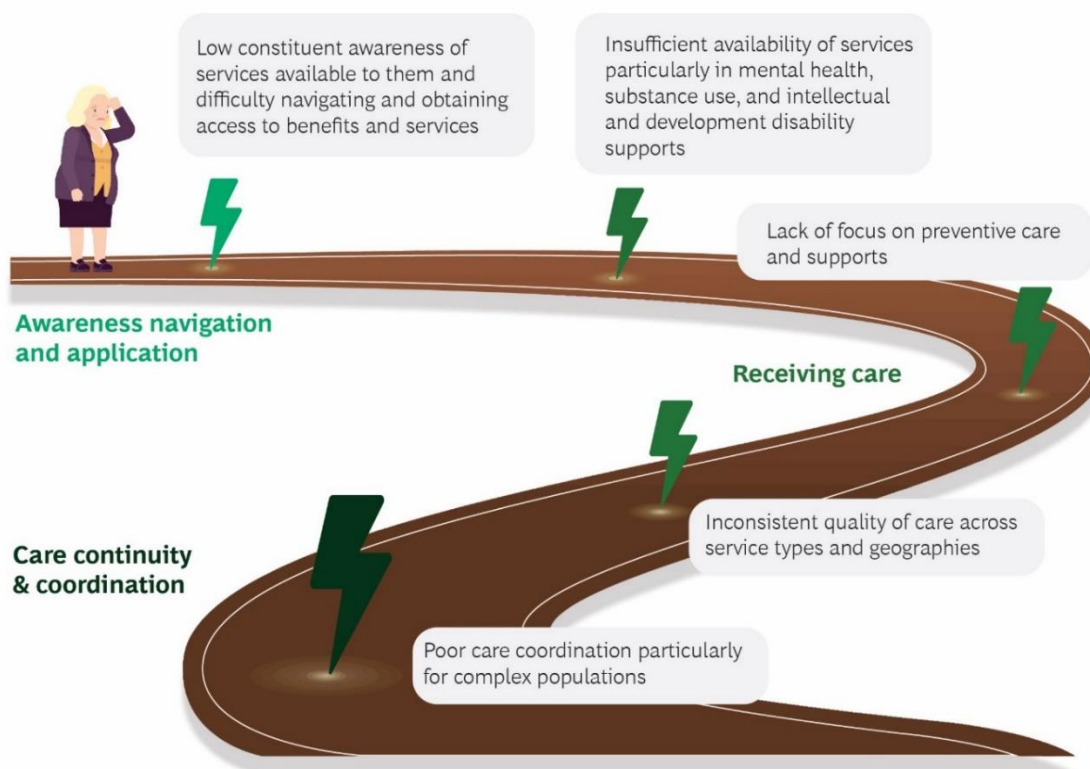 Low constituent awareness of
services available to them and
difficulty navigating and obtaining
access to benefits and services
Insufficient availability of services
particularly in mental health,
substance use, and intellectual
and development disability
supports
Lack of focus on preventive care
and supports
Awareness navigation
and application
Receiving care
Inconsistent quality of care across
service types and geographies
Care continuity
& coordination
Poor care coordination particularly
for complex populations